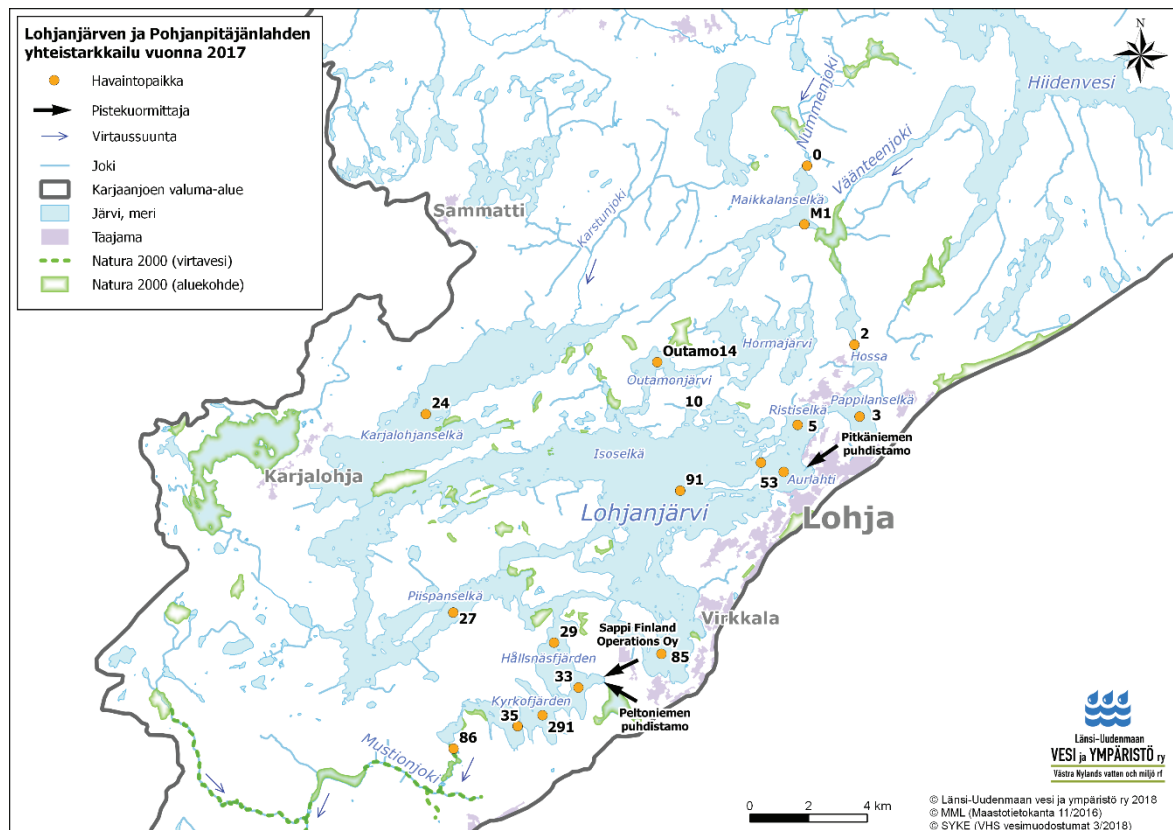 Lohjanjärven ja Pohjanpitäjänlahden
yhteistarkkailu vuonna 2017
Havaintopaikka
Pistekuormittaja
Virtaussuunta
Joki
Karjaanjoen valuma-alue
Järvi, meri
Taajama
Natura 2000 (virtavesi)
Natura 2000 (aluekohde)
N
Hiidenvesi
Nummenjoki
0
Väänteenjoki
Maikkalanselkä
M1
Sammatti
Karstunjoki
2
Hossa
Hormajärvi
Outamo14
Outamonjärvi
10
24
Karjalohjanselkä
Ristiselkä
5
Pappilanselkä
3
Pitkäniemen
puhdistamo
Isoselkä
Karjalohja
53
Aurlahti
91
Lohjanjärvi
Lohja
Piispanselkä
27
Virkkala
29
Sappi Finland
Operations Oy
85
Hållsnäsfjärden
33
Kyrkofjärden
35
291
Peltoniemen
puhdistamo
86
Mustionjoki
Länsi-Uudenmaan
VESI ja YMPÄRISTÖ ry
Västra Nylands vatten och miljö rf
0 2 4 km
© Länsi-Uudenmaan vesi ja ympäristö ry 2018
© MML (Maastotietokanta 11/2016)
© SYKE (VHS vesimuodostumat 3/2018)